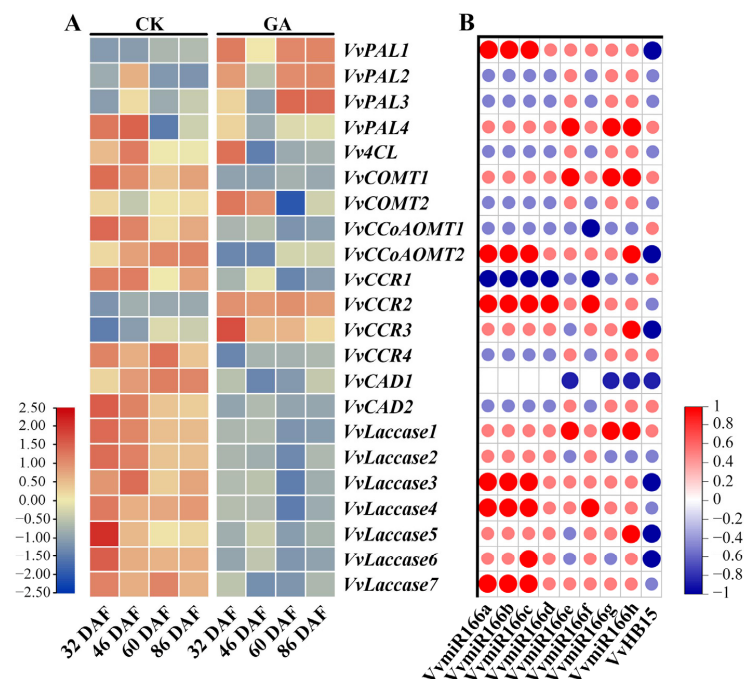 A
B
CK
GA
VvPAL1
VvPAL2
VvPAL3
VvPAL4
Vv4CL
VvCOMT1
VvCOMT2
VvCCoAOMT1
VvCCoAOMT2
VvCCR1
VvCCR2
VvCCR3
VvCCR4
VvCAD1
VvCAD2
VvLaccase1
VvLaccase2
VvLaccase3
VvLaccase4
VvLaccase5
VvLaccase6
VvLaccase7
2.50
2.00
1.50
1.00
0.50
0.00
−0.50
−1.00
−1.50
−2.00
−2.50
32 DAF
46 DAF
60 DAF
86 DAF
32 DAF
46 DAF
60 DAF
86 DAF
VvmiR166a
VvmiR166b
VvmiR166c
VvmiR166d
VvmiR166e
VvmiR166f
VvmiR166g
VvmiR166h
VvHB15
1
0.8
0.6
0.4
0.2
0
−0.2
−0.4
−0.6
−0.8
−1